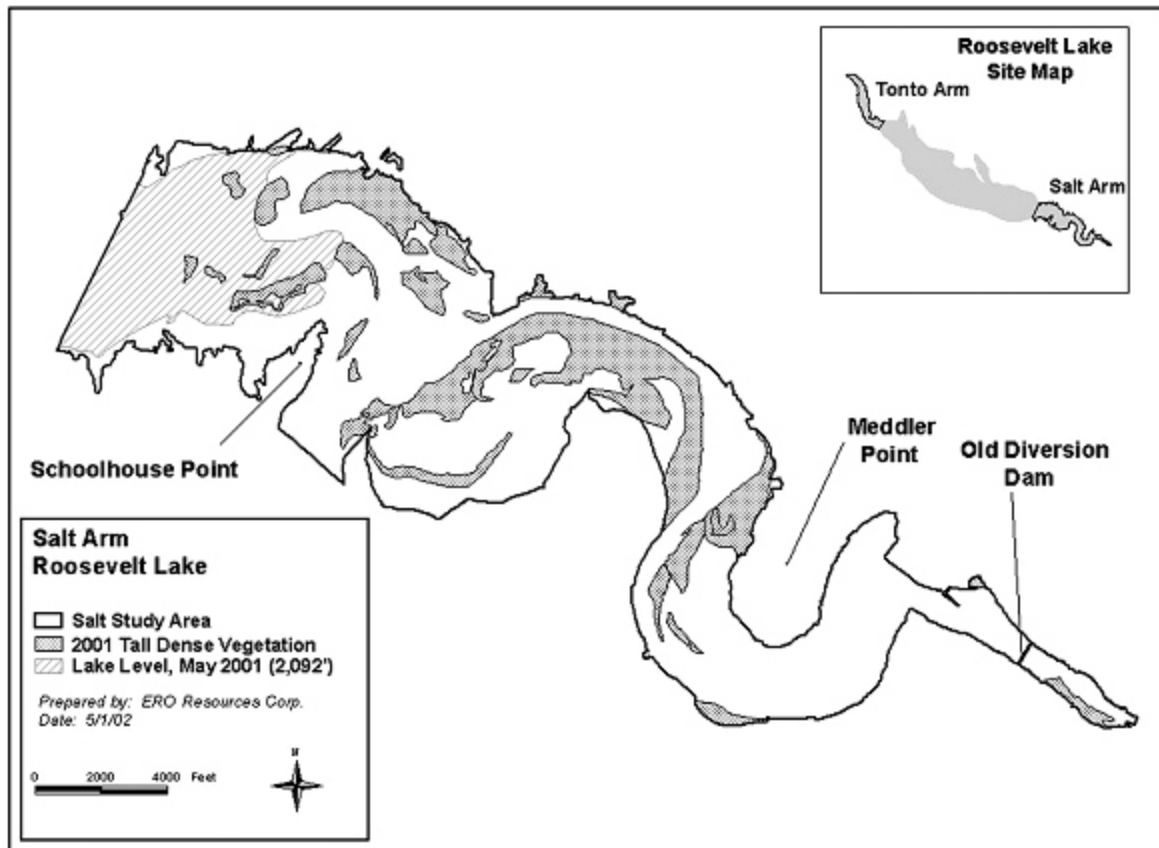 Roosevelt Lake
Site Map
Tonto Arm
Salt Arm
Schoolhouse Point
Meddler
Point
Old Diversion
Dam
Salt Arm
Roosevelt Lake
Salt Study Area
2001 Tall Dense Vegetation
Lake Level, May 2001 (2,092')
Prepared by: ERO Resources Corp.
Date: 5/1/02
0 2000 4000 Feet
N